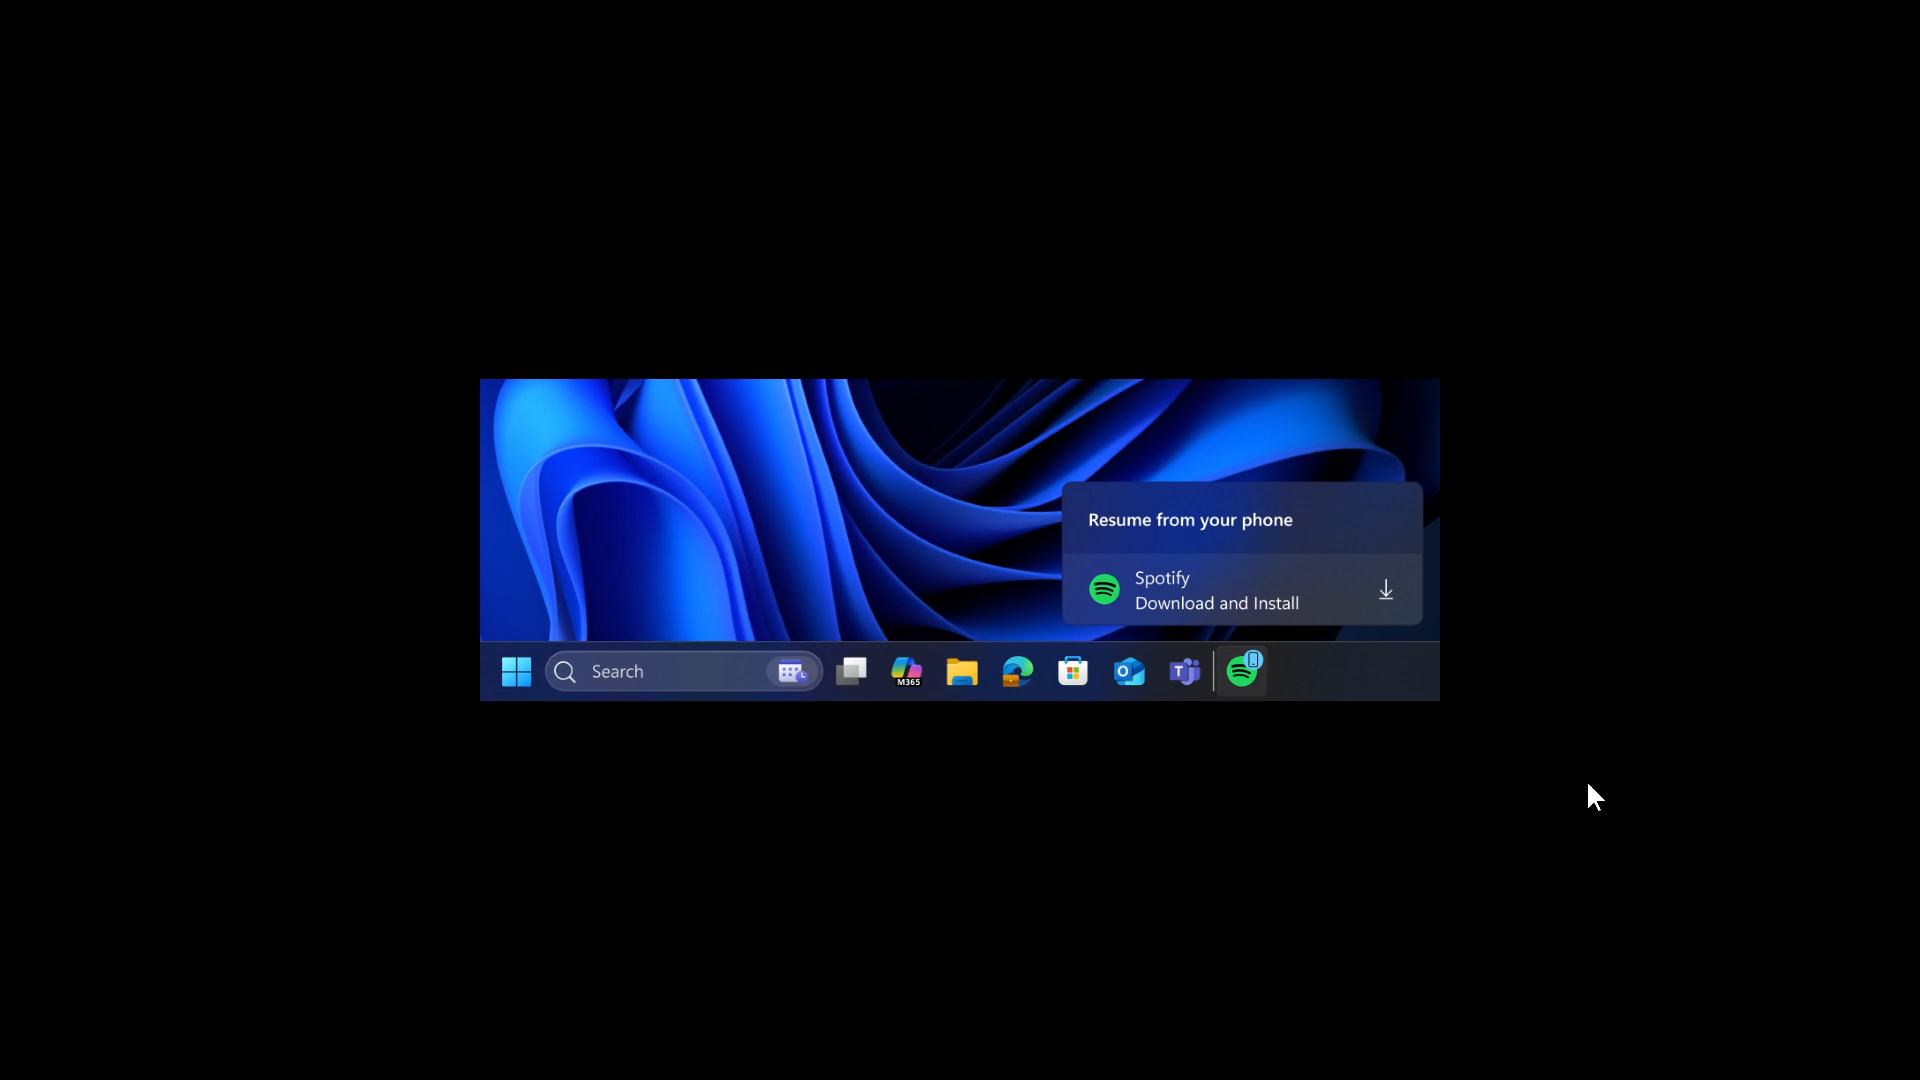 Resume from your phone
Spotify
Download and Install
Search
M365
O
T